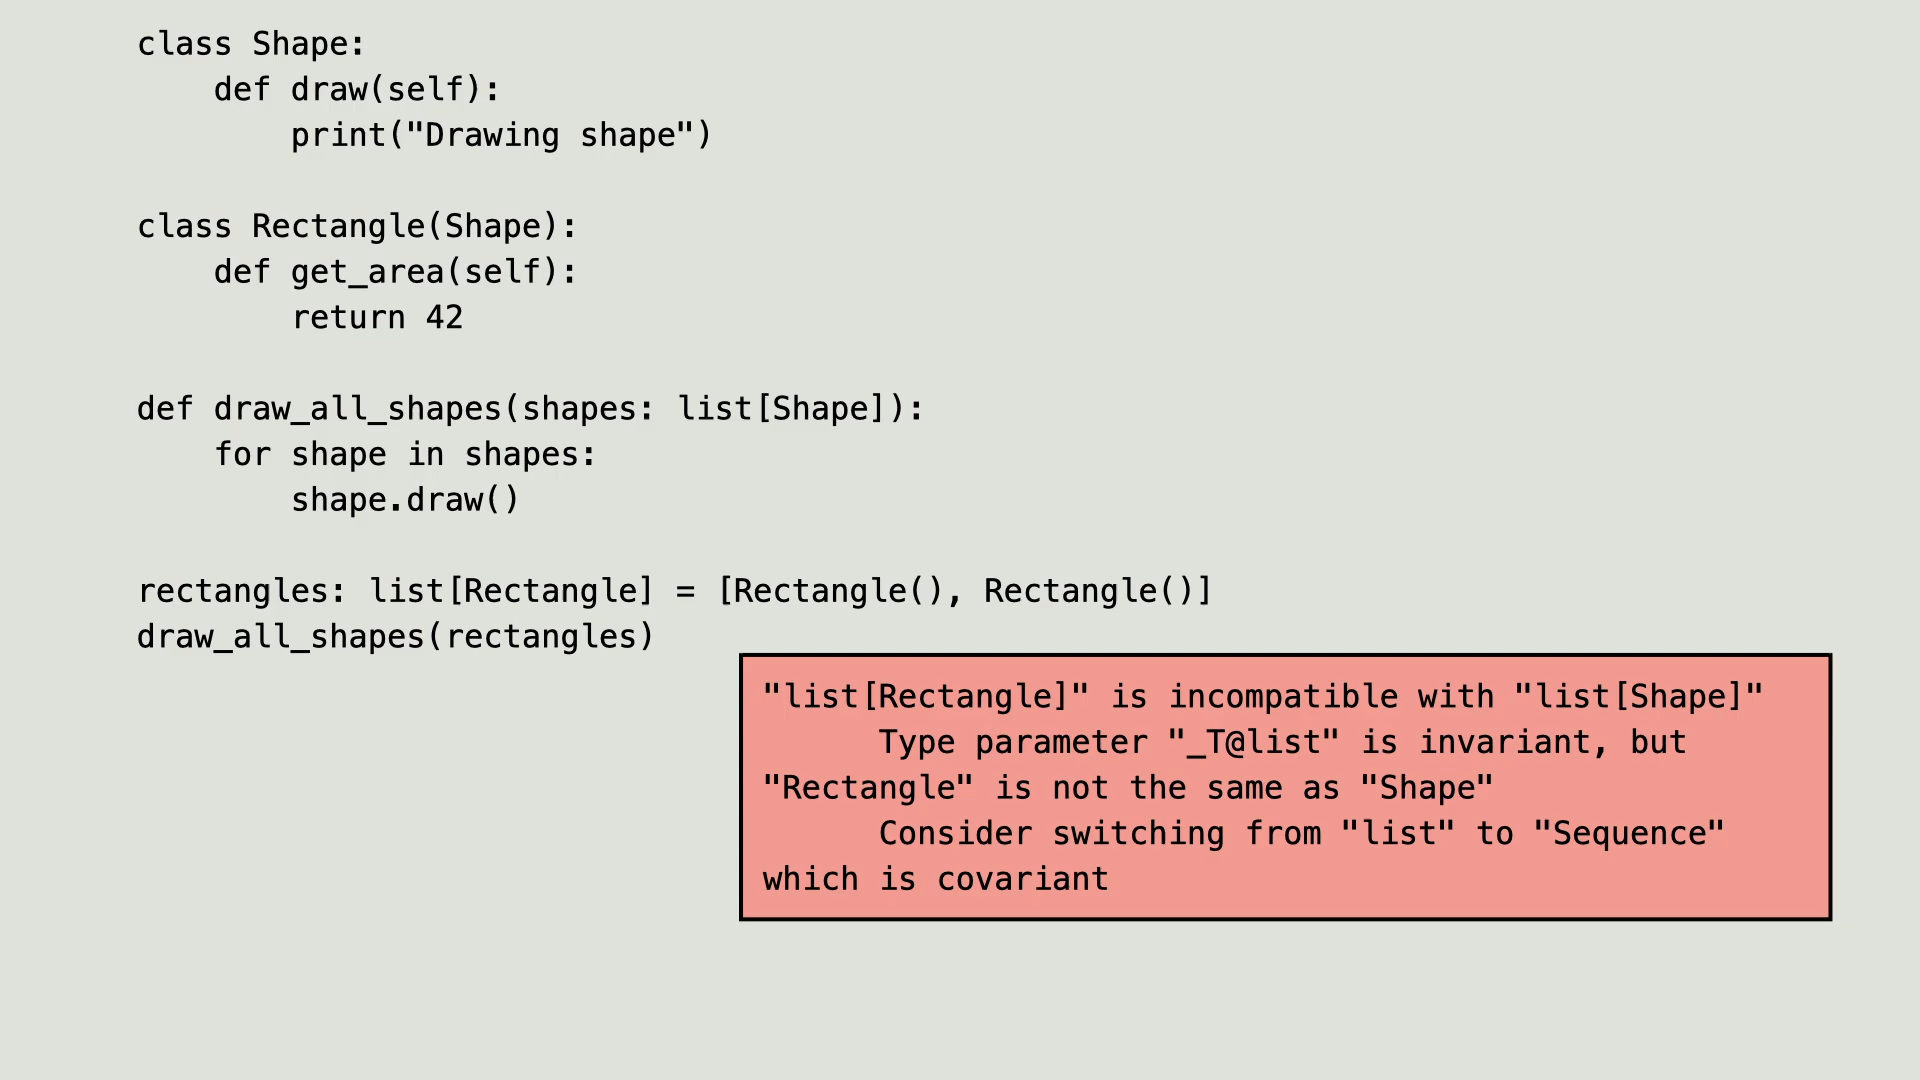 class Shape:
    def draw(self):
        print("Drawing shape")

class Rectangle(Shape):
    def get_area(self):
        return 42

def draw_all_shapes(shapes: list[Shape]):
    for shape in shapes:
        shape.draw()

rectangles: list[Rectangle] = [Rectangle(), Rectangle()]
draw_all_shapes(rectangles)
"list[Rectangle]" is incompatible with "list[Shape]"
      Type parameter "_T@list" is invariant, but
"Rectangle" is not the same as "Shape"
      Consider switching from "list" to "Sequence"
which is covariant